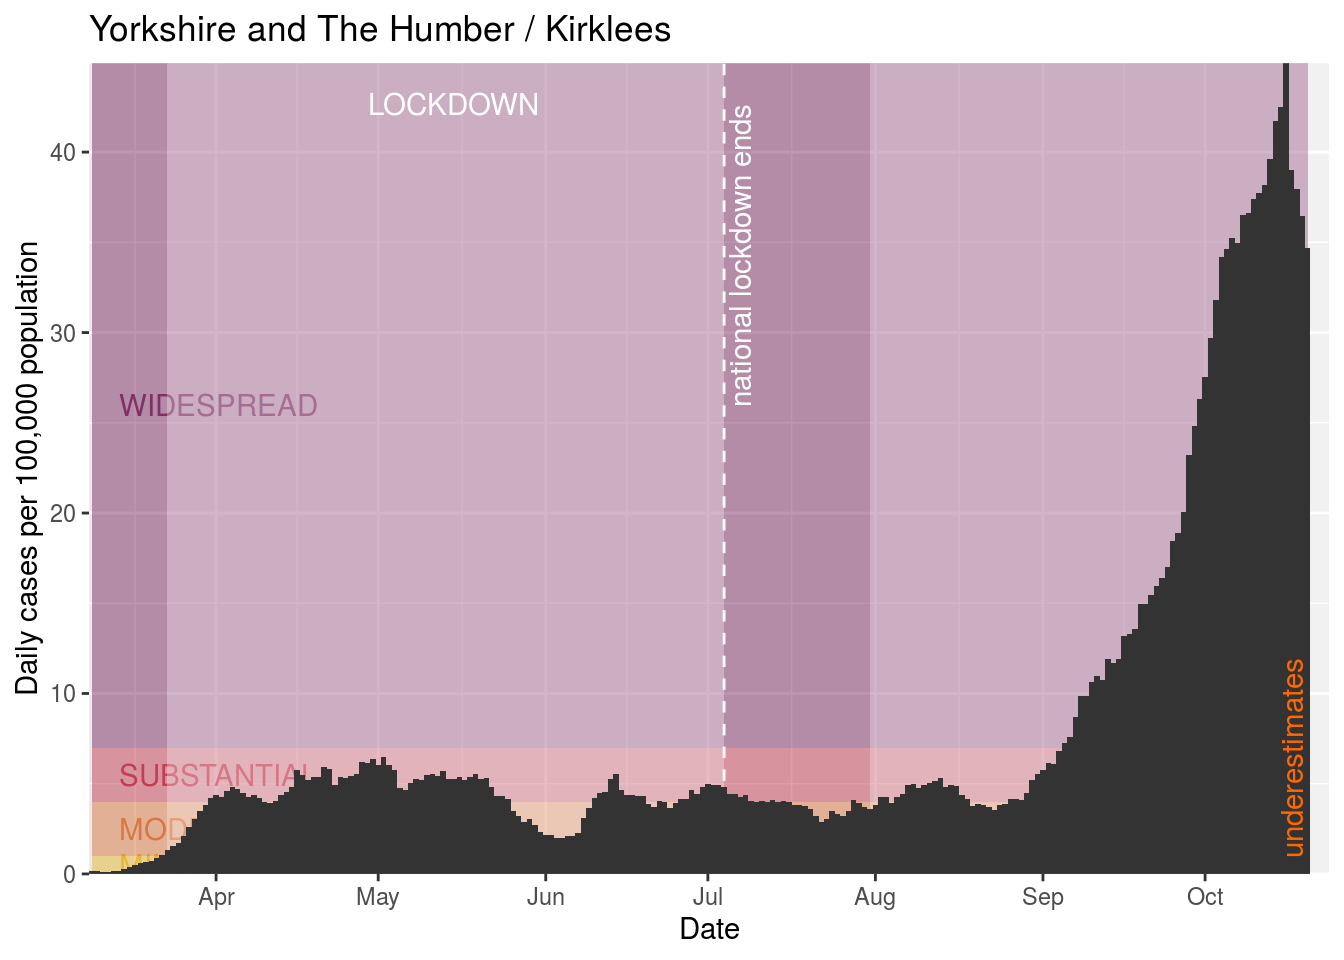 Yorkshire and The Humber / Kirklees
LOCKDOWN
national lockdown ends
WIDESPREAD
SUBSTANTIAL
underestimates
40
30
20
10
0
Daily cases per 100,000 population
Apr
May
Jun
Jul
Aug
Sep
Oct
Date